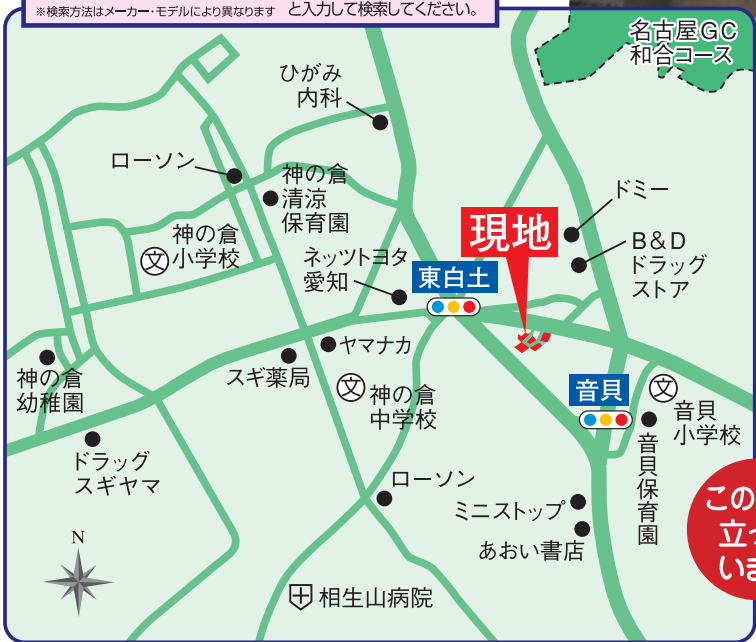 ※検索方法はメーカー・モデルにより異なります と入力して検索してください。
名古屋GC
和合コース
ひがみ
内科
ローソン
神の倉
清涼
保育園
ドミー
現地
神の倉
小学校
文
B&D
ドラッグ
ストア
ネッツトヨタ
愛知
東白土
ヤマナカ
スギ薬局
神の倉
幼稚園
文
神の倉
中学校
音貝
文
音貝
小学校
音貝保育園
ドラッグ
スギヤマ
ローソン
ミニストップ
あおい書店
この
立っ
いま
N
相生山病院